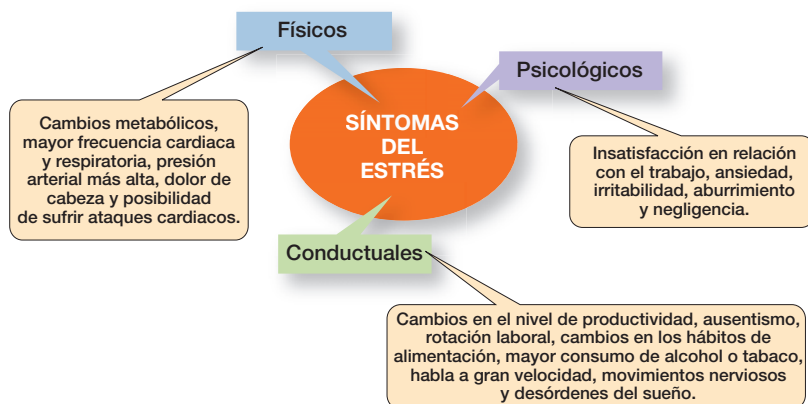 Físicos
Psicológicos
SÍNTOMAS
DEL
ESTRÉS
Cambios metabólicos,
mayor frecuencia cardiaca
y respiratoria, presión
arterial más alta, dolor de
cabeza y posibilidad
de sufrir ataques cardiacos.
Insatisfacción en relación
con el trabajo, ansiedad,
irritabilidad, aburrimiento
y negligencia.
Conductuales
Cambios en el nivel de productividad, ausentismo,
rotación laboral, cambios en los hábitos de
alimentación, mayor consumo de alcohol o tabaco,
habla a gran velocidad, movimientos nerviosos
y desórdenes del sueño.